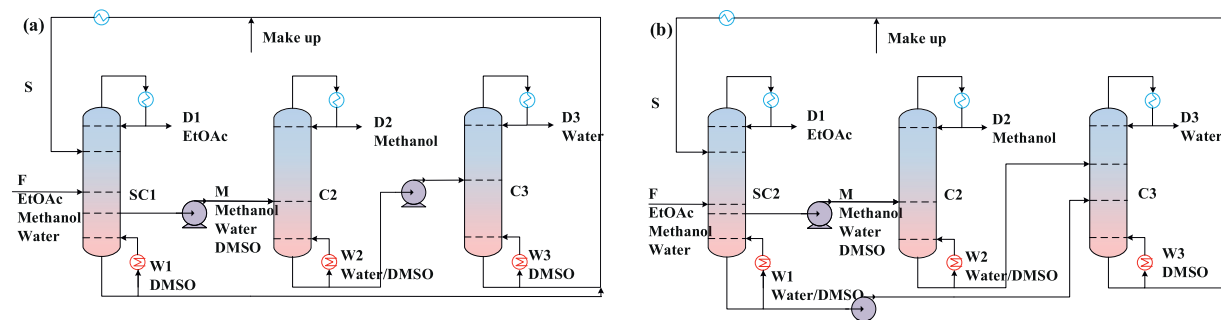 (a)
Make up
S
D1
EtOAc
D2
Methanol
D3
Water
F
EtOAc
Methanol
Water
SC1
M
Methanol
Water
DMSO
C2
C3
W1
DMSO
W2
Water/DMSO
W3
DMSO
(b)
Make up
S
D1
EtOAc
D2
Methanol
D3
Water
F
EtOAc
Methanol
Water
SC2
M
Methanol
Water
DMSO
C2
C3
W1
Water/DMSO
W2
Water/DMSO
W3
DMSO